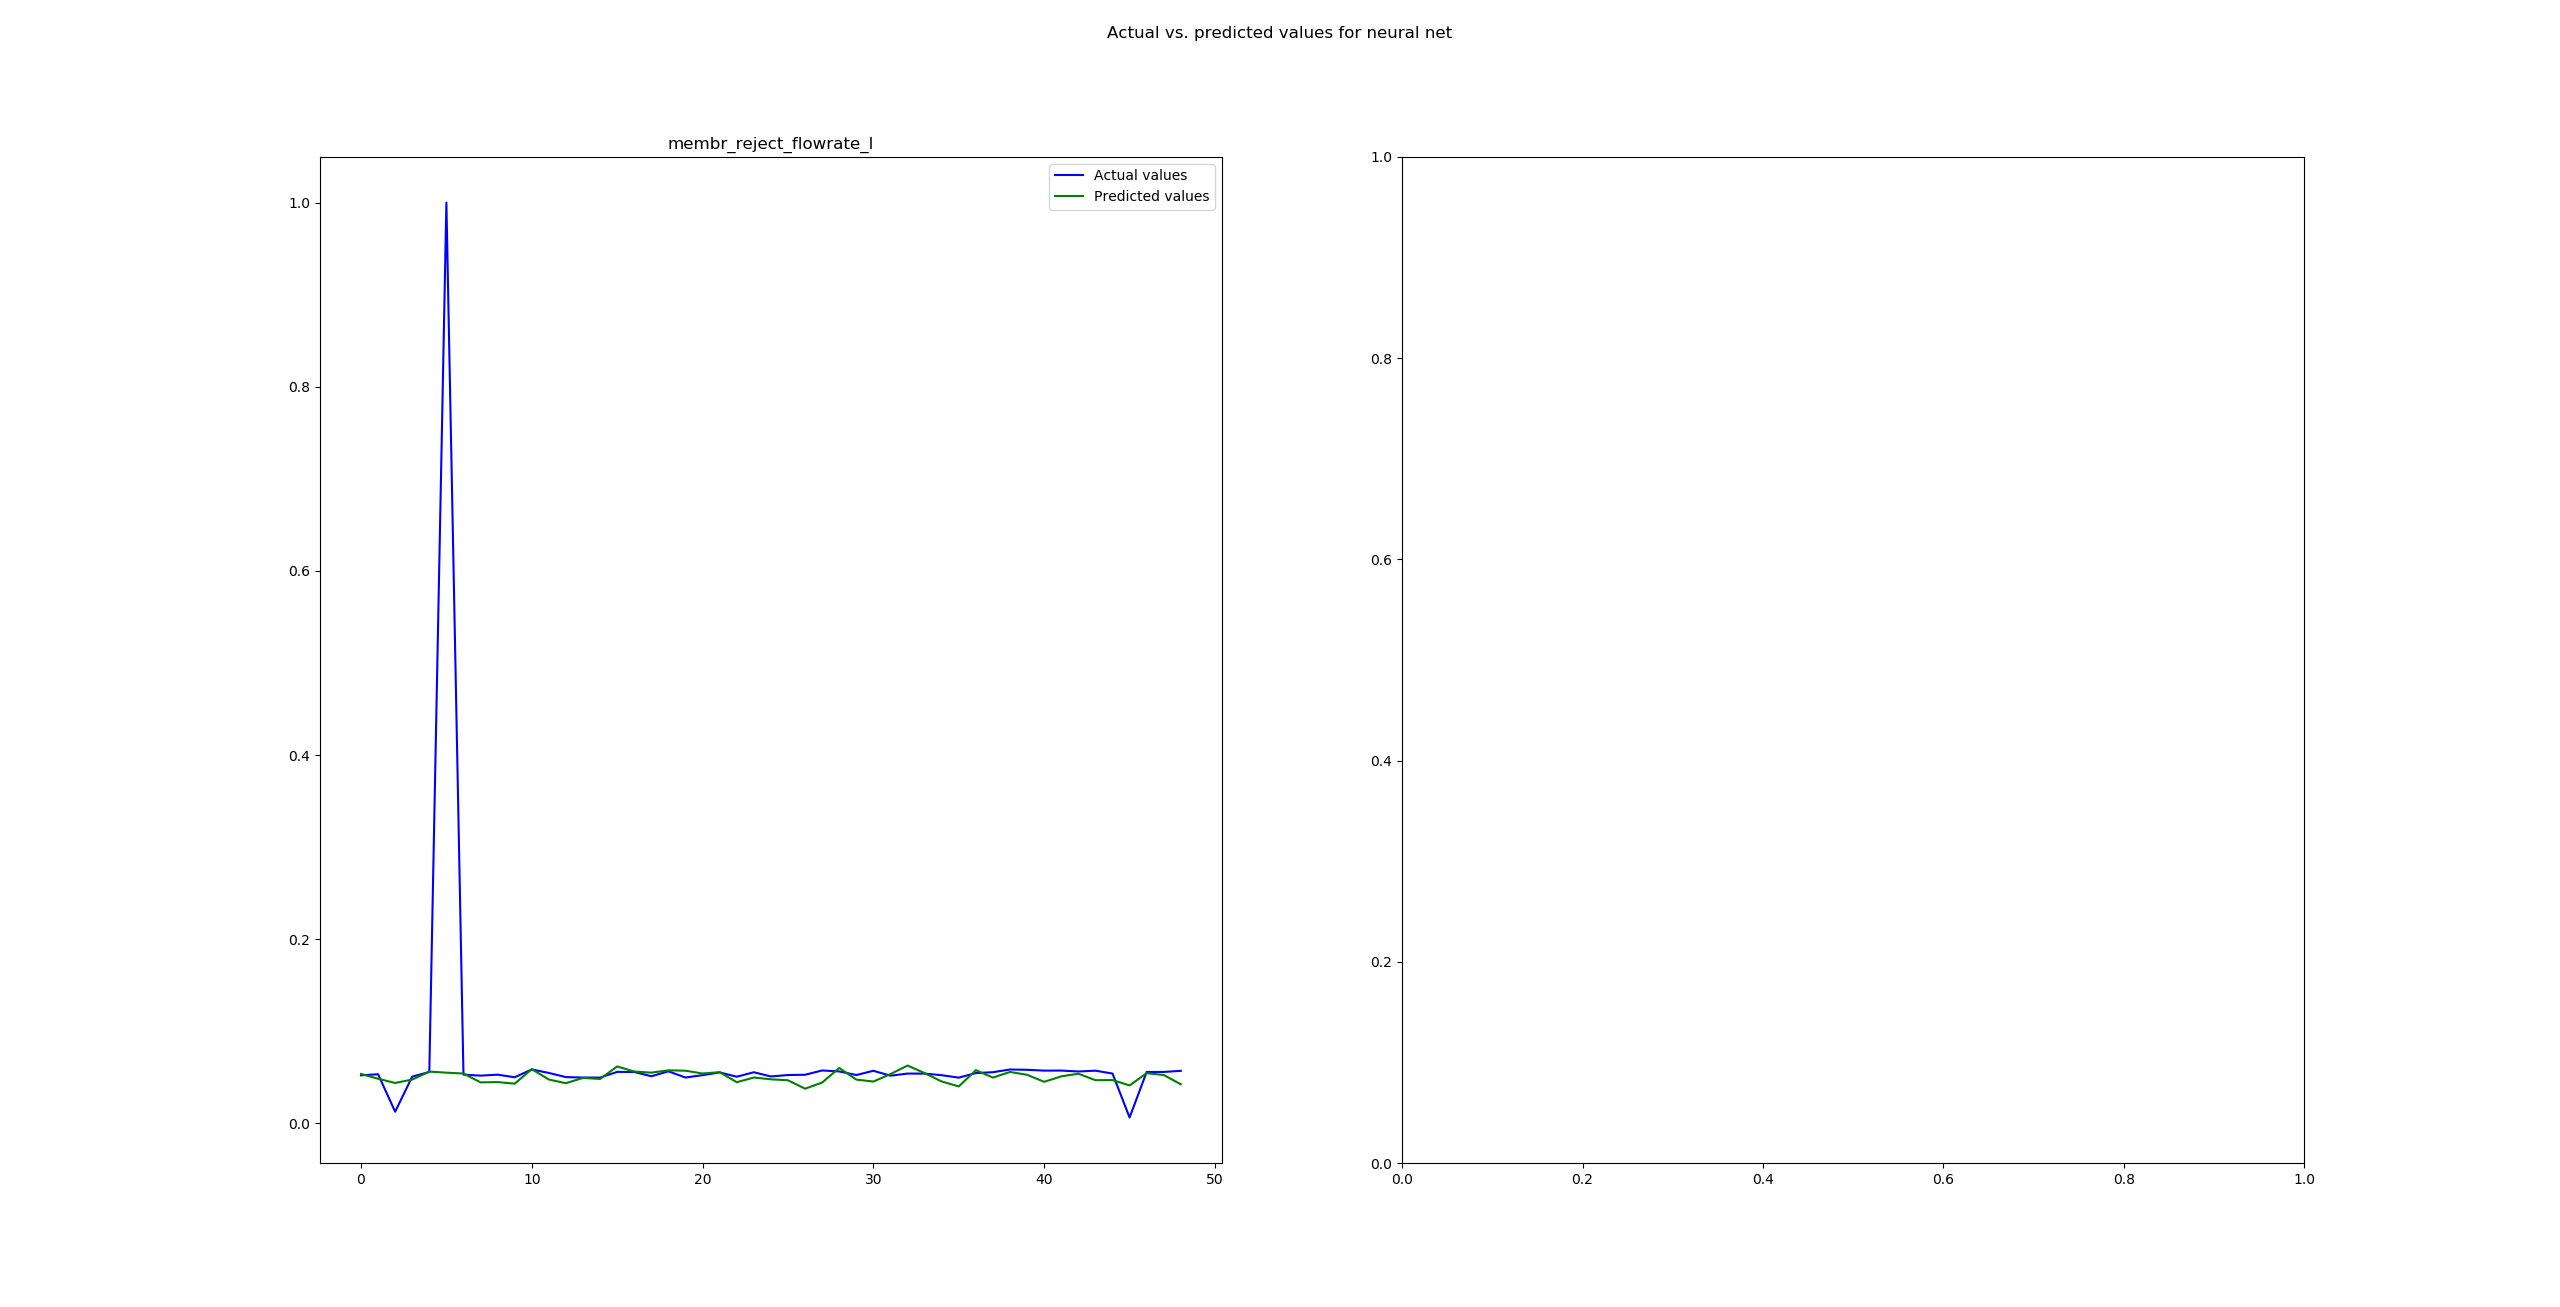 Actual vs. predicted values for neural net
membr_reject_flowrate_l
Actual values
Predicted values
1.0
0.8
0.6
0.4
0.2
0.0
0 10 20 30 40 50
1.0
0.8
0.6
0.4
0.2
0.0
0.0 0.2 0.4 0.6 0.8 1.0